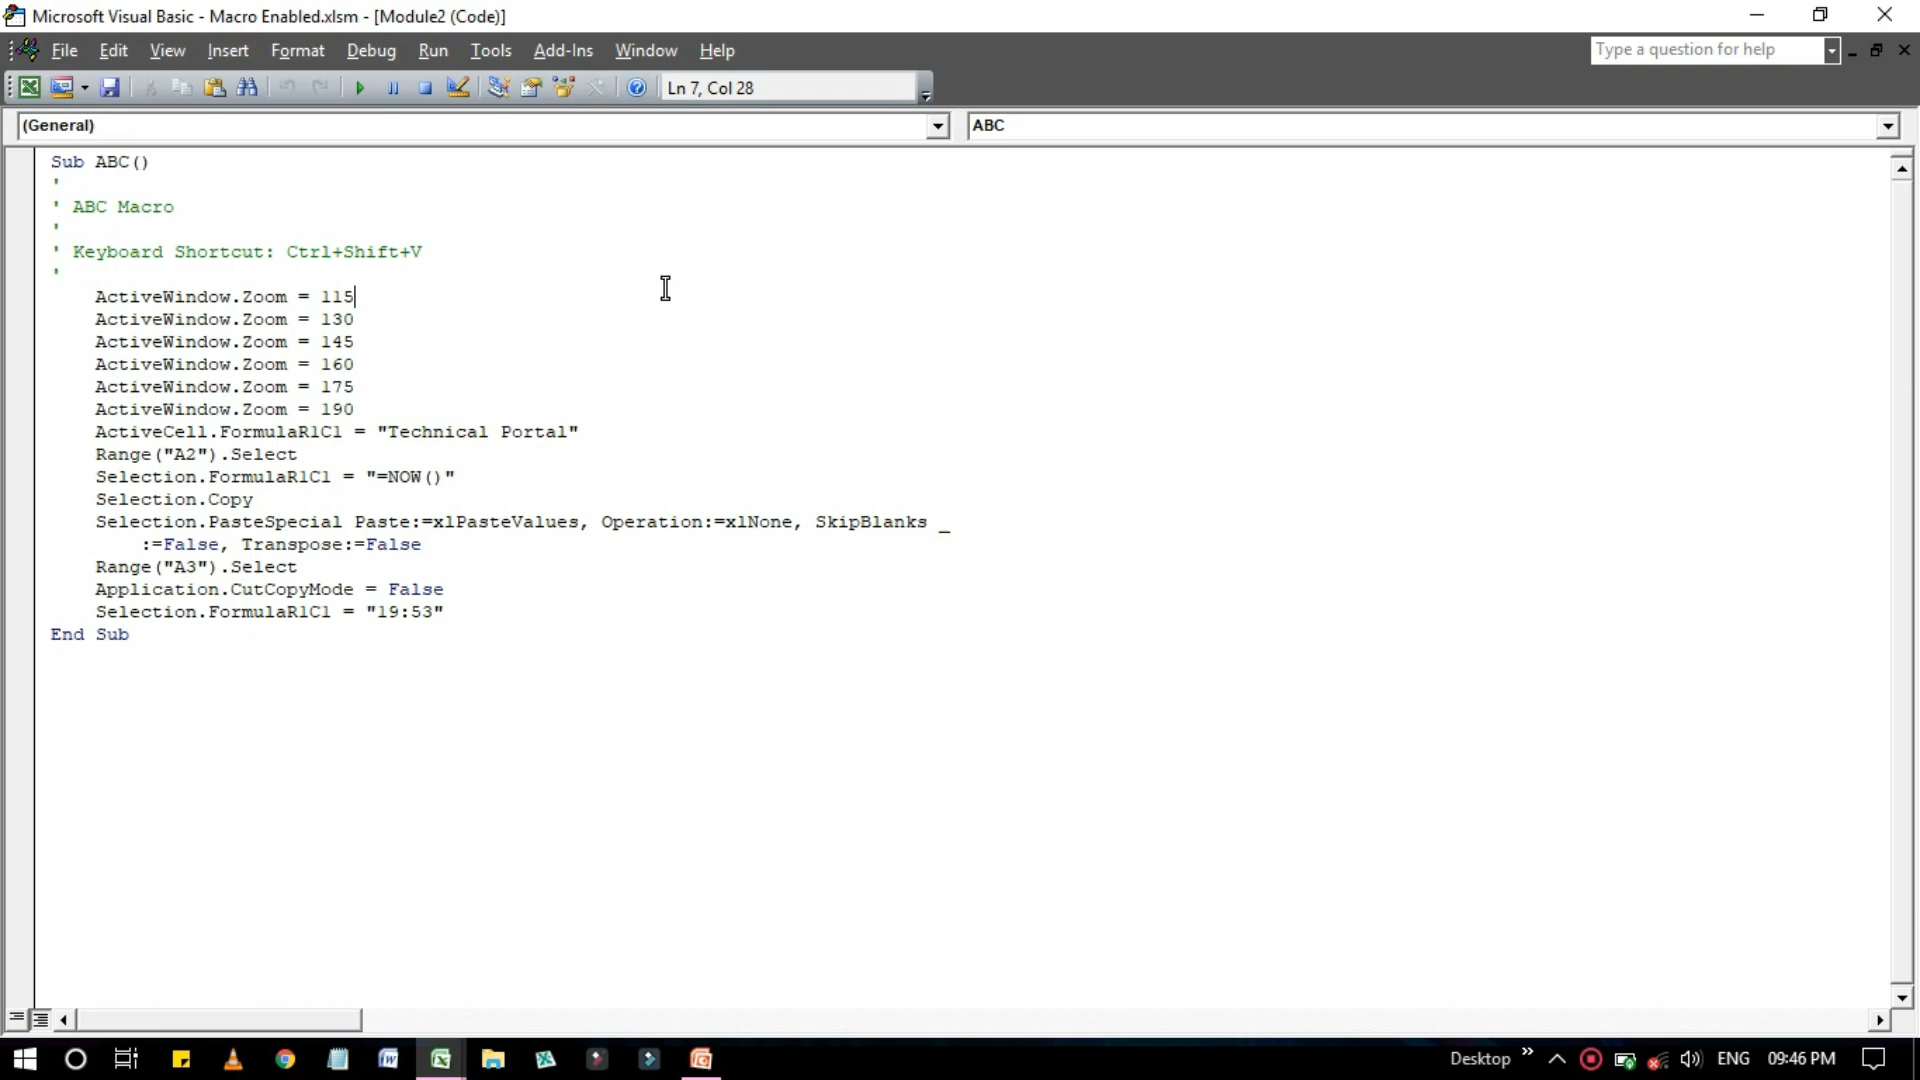 Microsoft Visual Basic - Macro Enabled.xlsm - [Module2 (Code)]
File Edit View Insert Format Debug Run Tools Add-Ins Window Help
Type a question for help
Ln 7, Col 28
(General)
ABC
Sub ABC()
'
' ABC Macro
'
' Keyboard Shortcut: Ctrl+Shift+V
'
ActiveWindow.Zoom = 115
ActiveWindow.Zoom = 130
ActiveWindow.Zoom = 145
ActiveWindow.Zoom = 160
ActiveWindow.Zoom = 175
ActiveWindow.Zoom = 190
ActiveCell.FormulaR1C1 = "Technical Portal"
Range("A2").Select
Selection.FormulaR1C1 = "=NOW()"
Selection.Copy
Selection.PasteSpecial Paste:=xlPasteValues, Operation:=xlNone, SkipBlanks _
:=False, Transpose:=False
Range("A3").Select
Application.CutCopyMode = False
Selection.FormulaR1C1 = "19:53"
End Sub
Desktop » ENG 09:46 PM